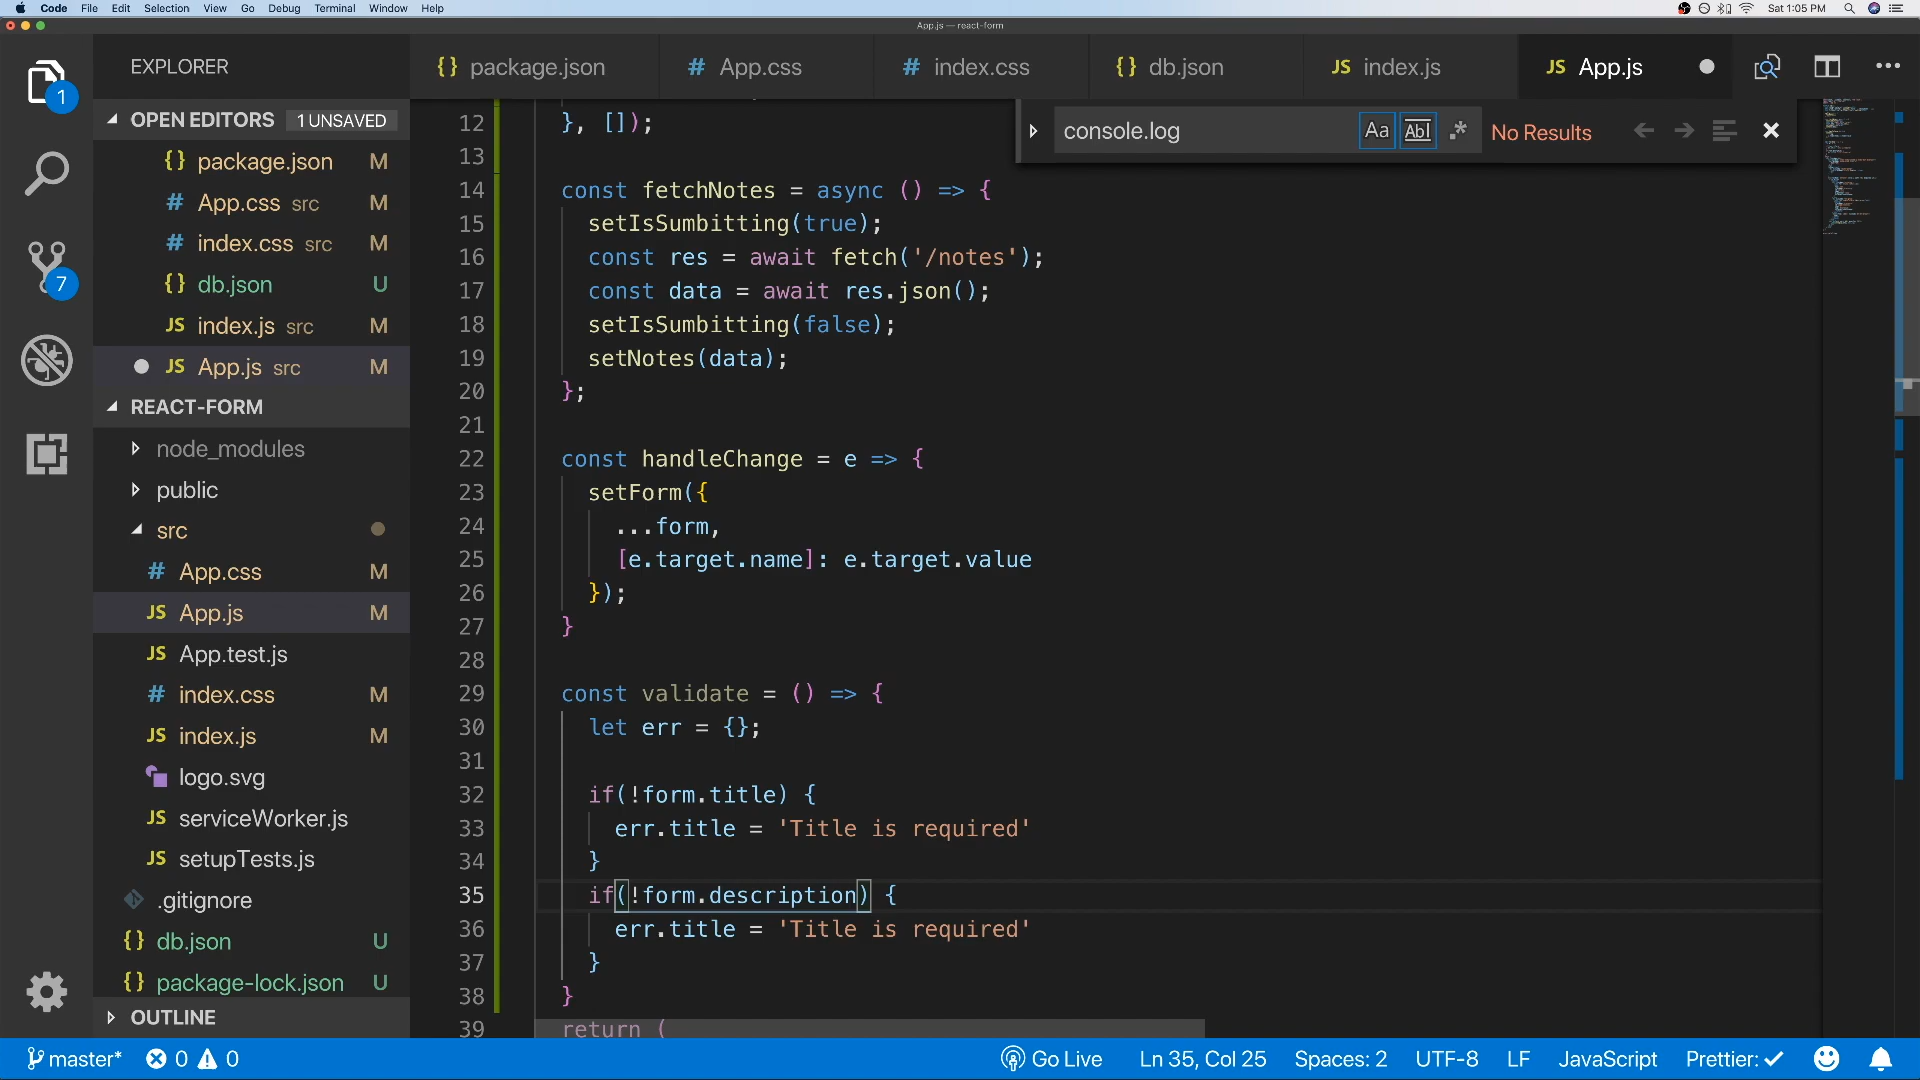 Code File Edit Selection View Go Debug Terminal Window Help
Sat 1:05 PM
App.js — react-form
EXPLORER
{} package.json # App.css # index.css {} db.json JS index.js JS App.js
1
OPEN EDITORS 1 UNSAVED
{} package.json M
# App.css src M
# index.css src M
{} db.json U
JS index.js src M
JS App.js src M
7
REACT-FORM
node_modules
public
src
# App.css M
JS App.js M
JS App.test.js
# index.css M
JS index.js M
logo.svg
JS serviceWorker.js
JS setupTests.js
.gitignore
{} db.json U
{} package-lock.json U
OUTLINE
console.log Aa Abl .* No Results
12 }, []);
13
14 const fetchNotes = async () => {
15 setIsSumbitting(true);
16 const res = await fetch('/notes');
17 const data = await res.json();
18 setIsSumbitting(false);
19 setNotes(data);
20 };
21
22 const handleChange = e => {
23 setForm({
24 ...form,
25 [e.target.name]: e.target.value
26 });
27 }
28
29 const validate = () => {
30 let err = {};
31
32 if(!form.title) {
33 err.title = 'Title is required'
34 }
35 if(!form.description) {
36 err.title = 'Title is required'
37 }
38 }
39 return (
master* 0 0 Go Live Ln 35, Col 25 Spaces: 2 UTF-8 LF JavaScript Prettier: ✓